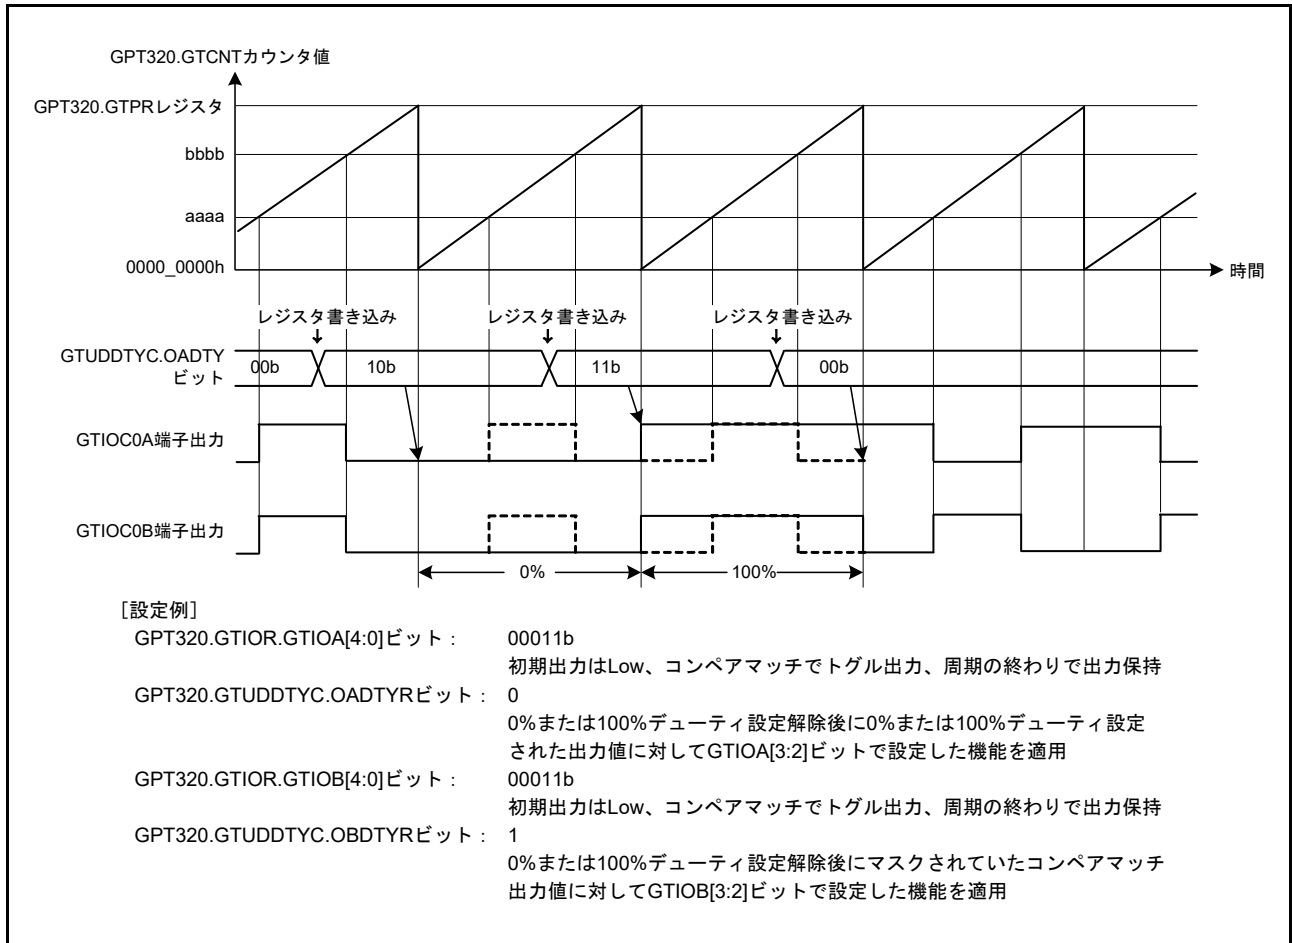 GPT320.GTCNTカウンタ値
GPT320.GTPRレジスタ
bbbb
aaaa
0000_0000h
時間
レジスタ書き込み レジスタ書き込み レジスタ書き込み
GTUDDTYC.OADTY
ビット
00b 10b 11b 00b
GTIOC0A端子出力
GTIOC0B端子出力
0% 100%
［設定例］
GPT320.GTIOR.GTIOA[4:0]ビット： 00011b
初期出力はLow、コンペアマッチでトグル出力、周期の終わりで出力保持
GPT320.GTUDDTYC.OADTYRビット： 0
0%または100%デューティ設定解除後に0%または100%デューティ設定
された出力値に対してGTIOA[3:2]ビットで設定した機能を適用
GPT320.GTIOR.GTIOB[4:0]ビット： 00011b
初期出力はLow、コンペアマッチでトグル出力、周期の終わりで出力保持
GPT320.GTUDDTYC.OBDTYRビット： 1
0%または100%デューティ設定解除後にマスクされていたコンペアマッチ
出力値に対してGTIOB[3:2]ビットで設定した機能を適用